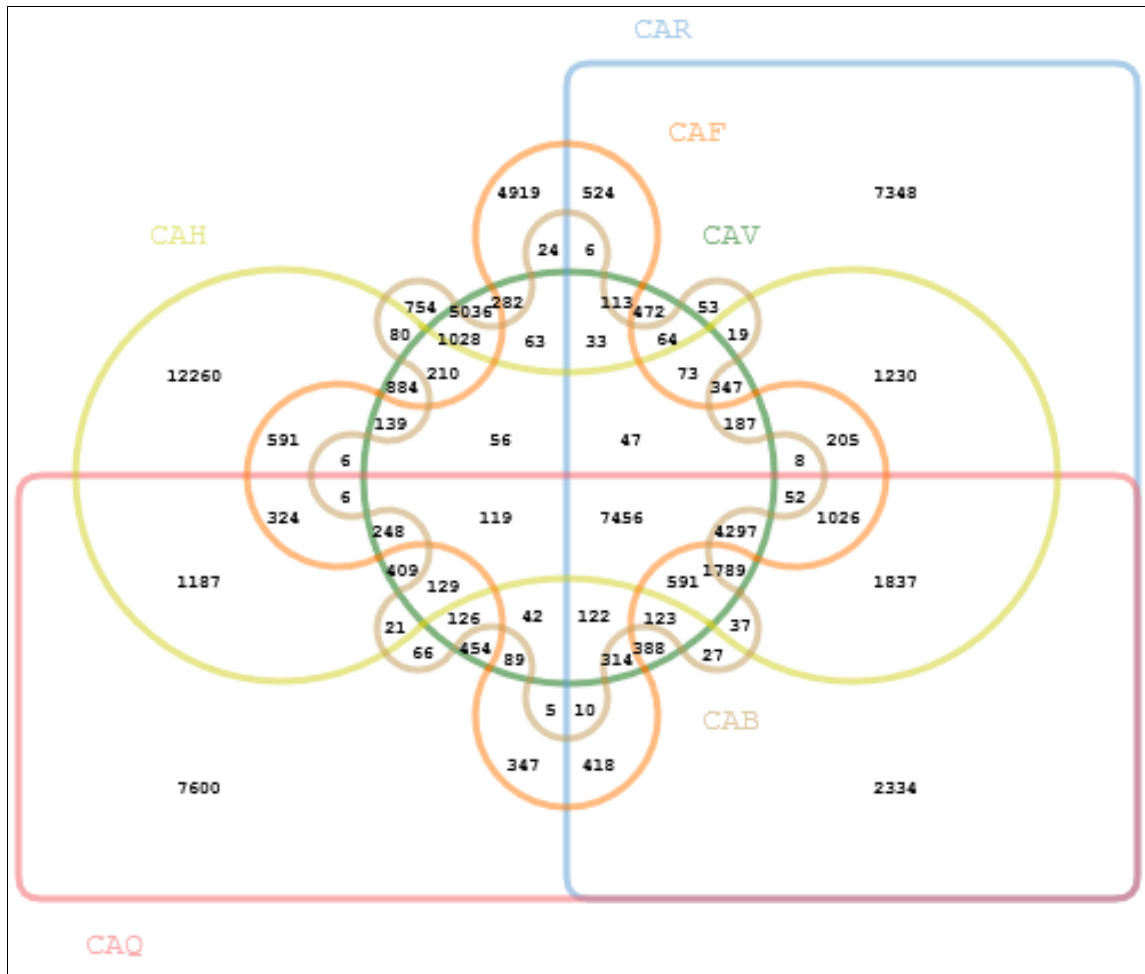 CAR
CAF
4919 524 7348
CAH CAV
24 6
754 5036 282 113 472 53
80 1028 63 33 64 19
12260 884 210 73 347 1230
139 187
591 56 47 205
6 8
6 52
324 248 119 7456 4297 1026
1187 409 129 591 1789 1837
21 126 42 122 123 37
66 454 89 314 388 27
5 10 CAB
347 418
7600 2334
CAQ